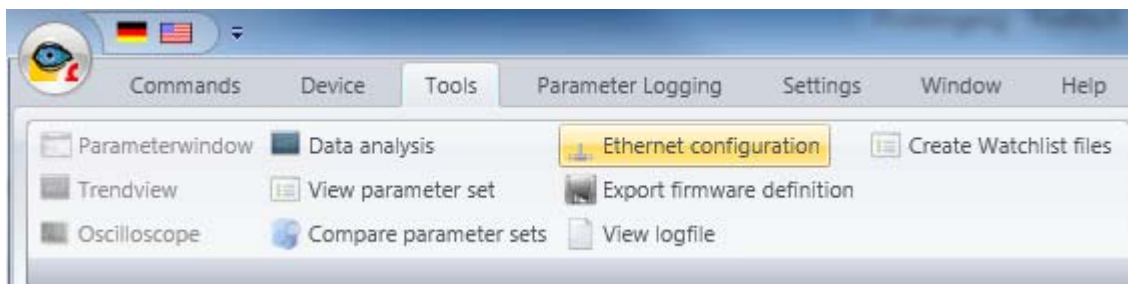 Commands Device Tools Parameter Logging Settings Window Help
Parameterwindow Data analysis Ethernet configuration Create Watchlist files
Trendview View parameter set Export firmware definition
Oscilloscope Compare parameter sets View logfile